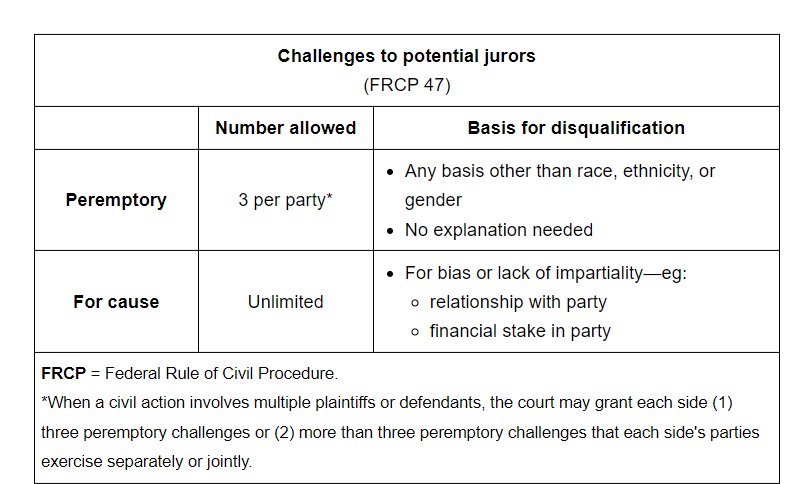 Challenges to potential jurors
(FRCP 47)
Number allowed
Basis for disqualification
Peremptory
3 per party*
• Any basis other than race, ethnicity, or
gender
• No explanation needed
For cause
Unlimited
• For bias or lack of impartiality—eg:
○ relationship with party
○ financial stake in party
FRCP = Federal Rule of Civil Procedure.
*When a civil action involves multiple plaintiffs or defendants, the court may grant each side (1)
three peremptory challenges or (2) more than three peremptory challenges that each side's parties
exercise separately or jointly.